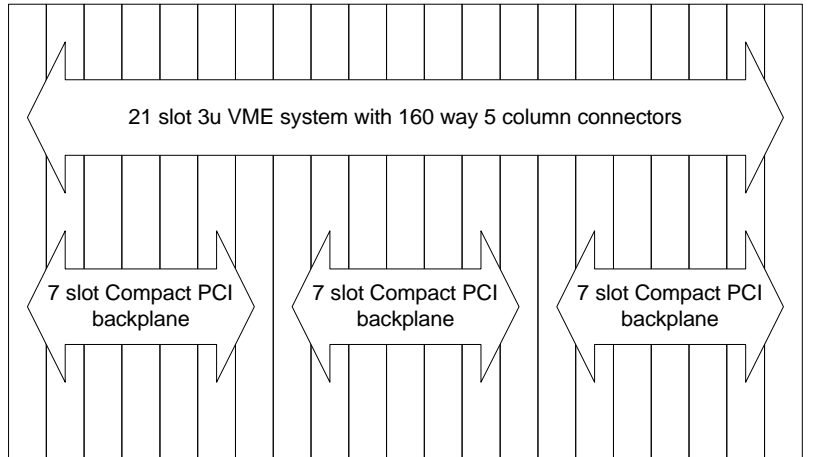 21 slot 3u VME system with 160 way 5 column connectors
7 slot Compact PCI
backplane
7 slot Compact PCI
backplane
7 slot Compact PCI
backplane